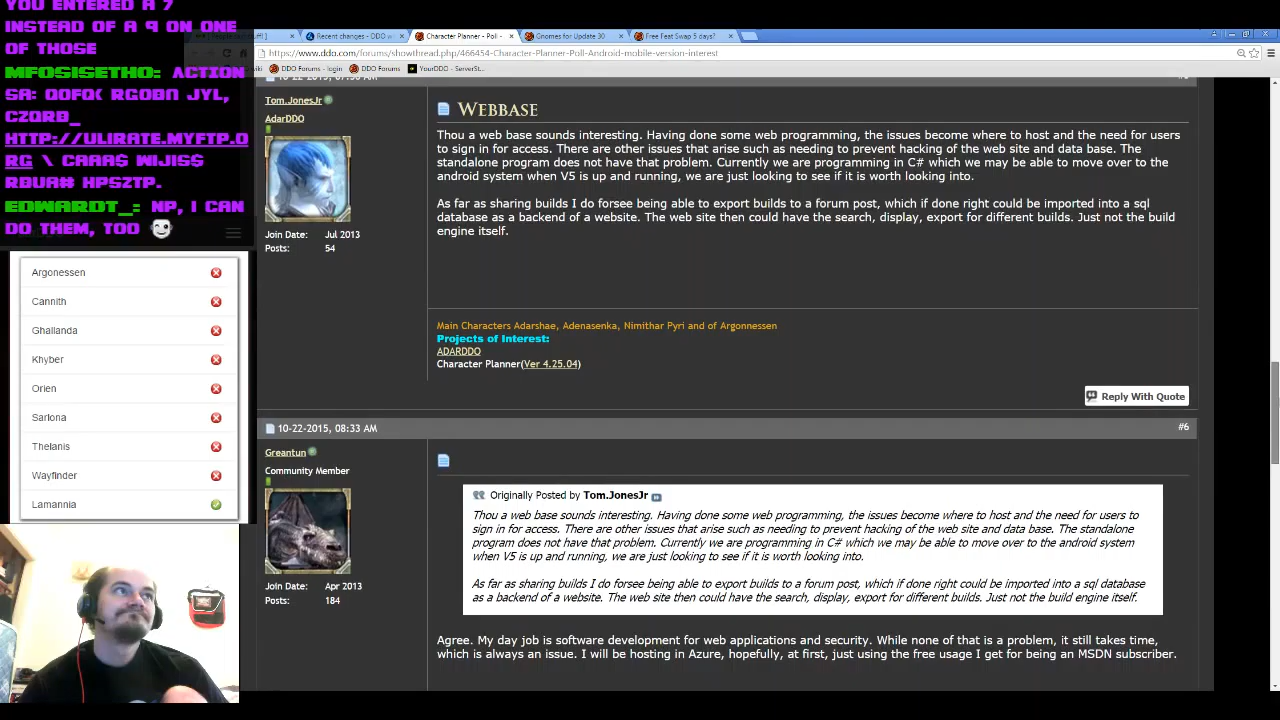 YOU ENTERED A 7
INSTEAD OF A 9 ON ONE
OF THOSE
MFOSISETHO: ACTION
EDWARDT_: NP, I CAN
DO THEM, TOO
Argonessen
Cannith
Ghallanda
Khyber
Orien
Sarlona
Thelanis
Wayfinder
Lamannia
Recent changes - DDO wi
Character Planner - Poll -
Gnomes for Update 30
Free Feat Swap 5 days?
https://www.ddo.com/forums/showthread.php/466454-Character-Planner-Poll-Android-mobile-version-interest
DDO Forums - login
DDO Forums
YourDDO - ServerSt...
Tom.JonesJr
AdarDDO
Join Date: Jul 2013
Posts: 54
Webbase
Thou a web base sounds interesting. Having done some web programming, the issues become where to host and the need for users
to sign in for access. There are other issues that arise such as needing to prevent hacking of the web site and data base. The
standalone program does not have that problem. Currently we are programming in C# which we may be able to move over to the
android system when V5 is up and running, we are just looking to see if it is worth looking into.
As far as sharing builds I do forsee being able to export builds to a forum post, which if done right could be imported into a sql
database as a backend of a website. The web site then could have the search, display, export for different builds. Just not the build
engine itself.
Main Characters Adarshae, Adenasenka, Nimithar Pyri and of Argonnessen
Projects of Interest:
ADARDDO
Character Planner(Ver 4.25.04)
Reply With Quote
10-22-2015, 08:33 AM
#6
Greantun
Community Member
Join Date: Apr 2013
Posts: 184
Originally Posted by Tom.JonesJr
Thou a web base sounds interesting. Having done some web programming, the issues become where to host and the need for users to
sign in for access. There are other issues that arise such as needing to prevent hacking of the web site and data base. The standalone
program does not have that problem. Currently we are programming in C# which we may be able to move over to the android system
when V5 is up and running, we are just looking to see if it is worth looking into.
As far as sharing builds I do forsee being able to export builds to a forum post, which if done right could be imported into a sql database
as a backend of a website. The web site then could have the search, display, export for different builds. Just not the build engine itself.
Agree. My day job is software development for web applications and security. While none of that is a problem, it still takes time,
which is always an issue. I will be hosting in Azure, hopefully, at first, just using the free usage I get for being an MSDN subscriber.